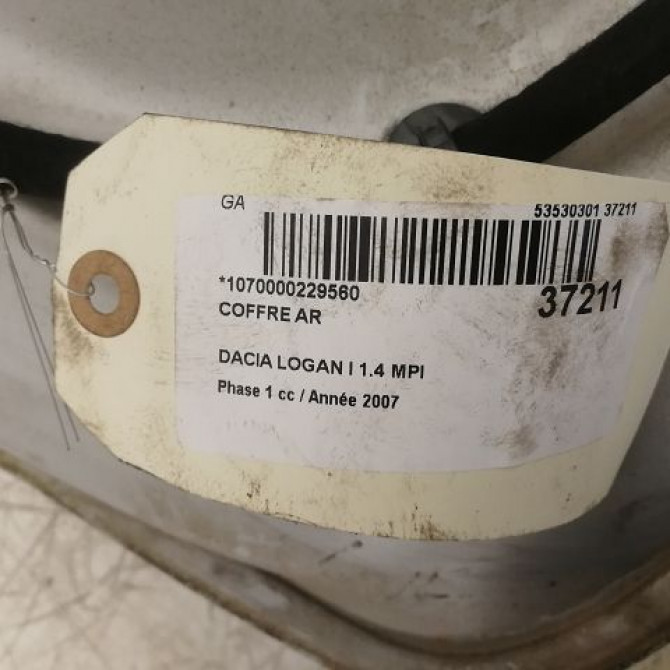 GA
53530301 37211
*1070000229560
37211
COFFRE AR
DACIA LOGAN I 1.4 MPI
Phase 1 cc / Année 2007